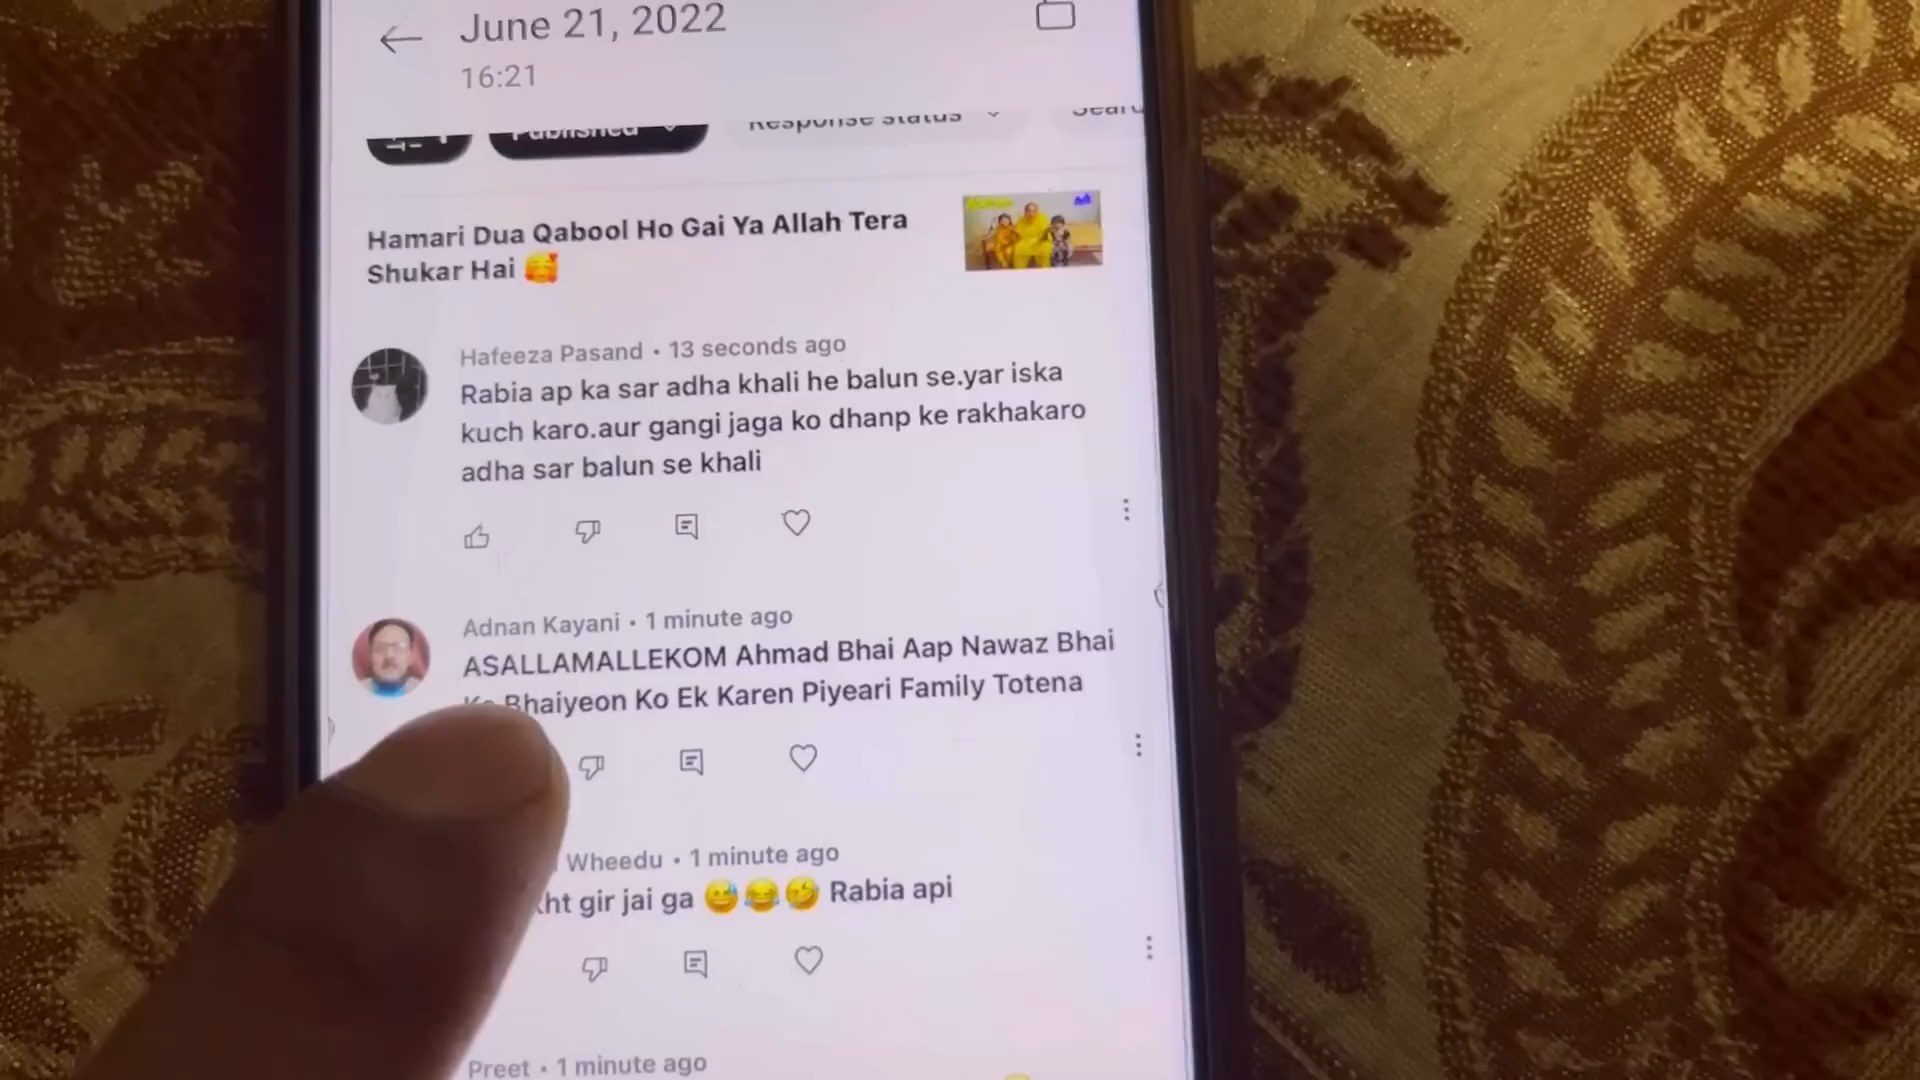 June 21, 2022
16:21
Published
Response status
Hamari Dua Qabool Ho Gai Ya Allah Tera
Shukar Hai 🥰
Hafeeza Pasand • 13 seconds ago
Rabia ap ka sar adha khali he balun se.yar iska
kuch karo.aur gangi jaga ko dhanp ke rakhakaro
adha sar balun se khali
Adnan Kayani • 1 minute ago
ASALLAMALLEKOM Ahmad Bhai Aap Nawaz Bhai
Bhaiyeon Ko Ek Karen Piyeari Family Totena
Wheedu • 1 minute ago
gir jai ga 😅😂🤣 Rabia api
Preet • 1 minute ago